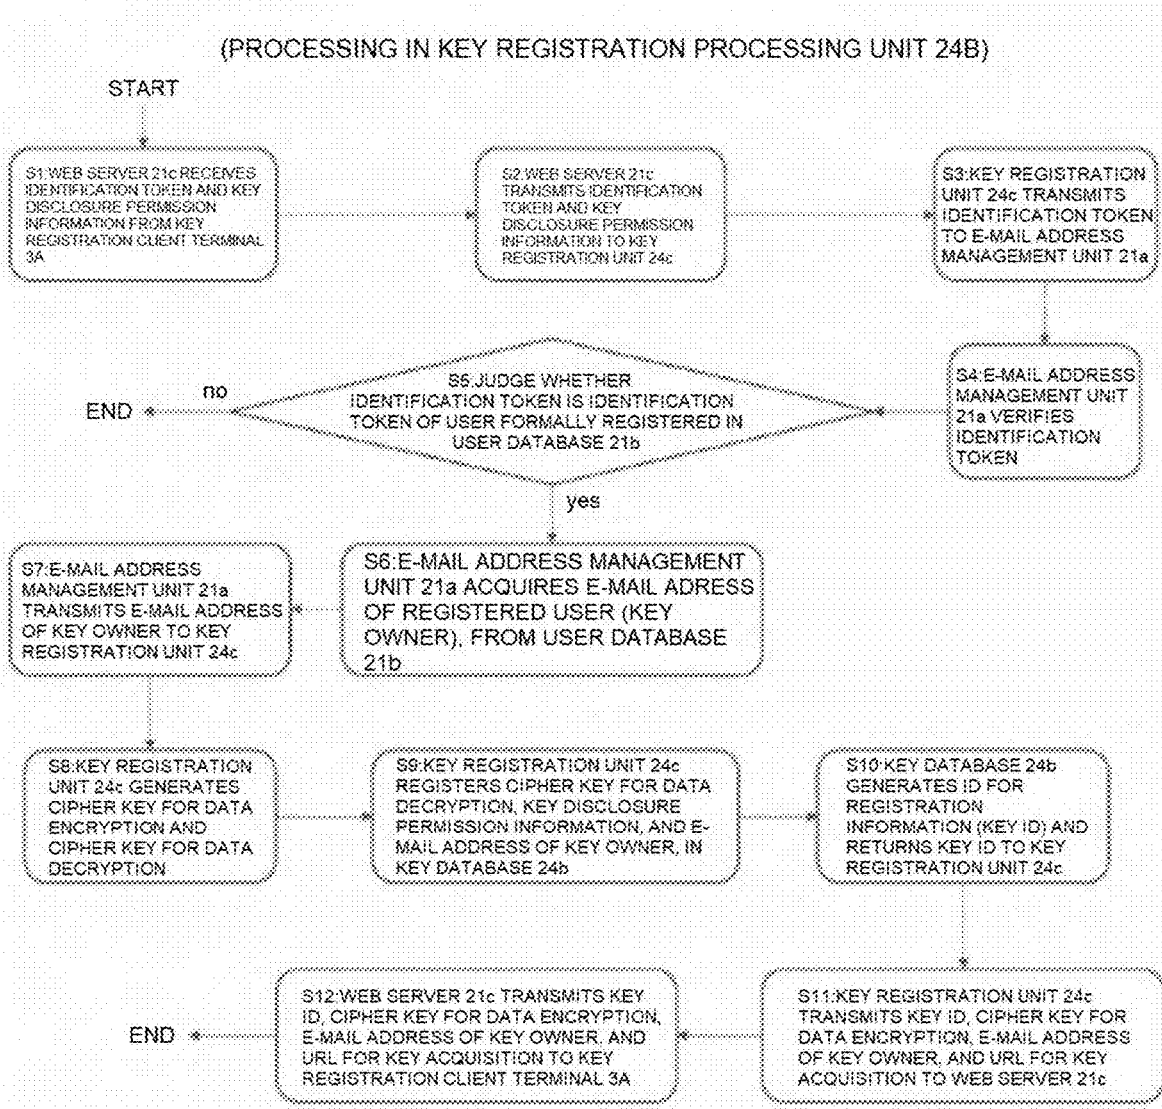 (PROCESSING IN KEY REGISTRATION PROCESSING UNIT 24B)
START
S1:WEB SERVER 21c RECEIVES
IDENTIFICATION TOKEN AND KEY
DISCLOSURE PERMISSION
INFORMATION FROM KEY
REGISTRATION CLIENT TERMINAL
3A
S2:WEB SERVER 21c
TRANSMITS IDENTIFICATION
TOKEN AND KEY
DISCLOSURE PERMISSION
INFORMATION TO KEY
REGISTRATION UNIT 24c
S3:KEY REGISTRATION
UNIT 24c TRANSMITS
IDENTIFICATION TOKEN
TO E-MAIL ADDRESS
MANAGEMENT UNIT 21a
S4:E-MAIL ADDRESS
MANAGEMENT UNIT
21a VERIFIES
IDENTIFICATION
TOKEN
S5:JUDGE WHETHER
IDENTIFICATION TOKEN IS IDENTIFICATION
TOKEN OF USER FORMALLY REGISTERED IN
USER DATABASE 21b
no
END
yes
S6:E-MAIL ADDRESS MANAGEMENT
UNIT 21a ACQUIRES E-MAIL ADRESS
OF REGISTERED USER (KEY
OWNER), FROM USER DATABASE
21b
S7:E-MAIL ADDRESS
MANAGEMENT UNIT 21a
TRANSMITS E-MAIL ADDRESS
OF KEY OWNER TO KEY
REGISTRATION UNIT 24c
S8:KEY REGISTRATION
UNIT 24c GENERATES
CIPHER KEY FOR DATA
ENCRYPTION AND
CIPHER KEY FOR DATA
DECRYPTION
S9:KEY REGISTRATION UNIT 24c
REGISTERS CIPHER KEY FOR DATA
DECRYPTION, KEY DISCLOSURE
PERMISSION INFORMATION, AND E-
MAIL ADDRESS OF KEY OWNER, IN
KEY DATABASE 24b
S10:KEY DATABASE 24b
GENERATES ID FOR
REGISTRATION
INFORMATION (KEY ID) AND
RETURNS KEY ID TO KEY
REGISTRATION UNIT 24c
S11:KEY REGISTRATION UNIT 24c
TRANSMITS KEY ID, CIPHER KEY FOR
DATA ENCRYPTION, E-MAIL ADDRESS
OF KEY OWNER, AND URL FOR KEY
ACQUISITION TO WEB SERVER 21c
S12:WEB SERVER 21c TRANSMITS KEY
ID, CIPHER KEY FOR DATA ENCRYPTION,
E-MAIL ADDRESS OF KEY OWNER, AND
URL FOR KEY ACQUISITION TO KEY
REGISTRATION CLIENT TERMINAL 3A
END